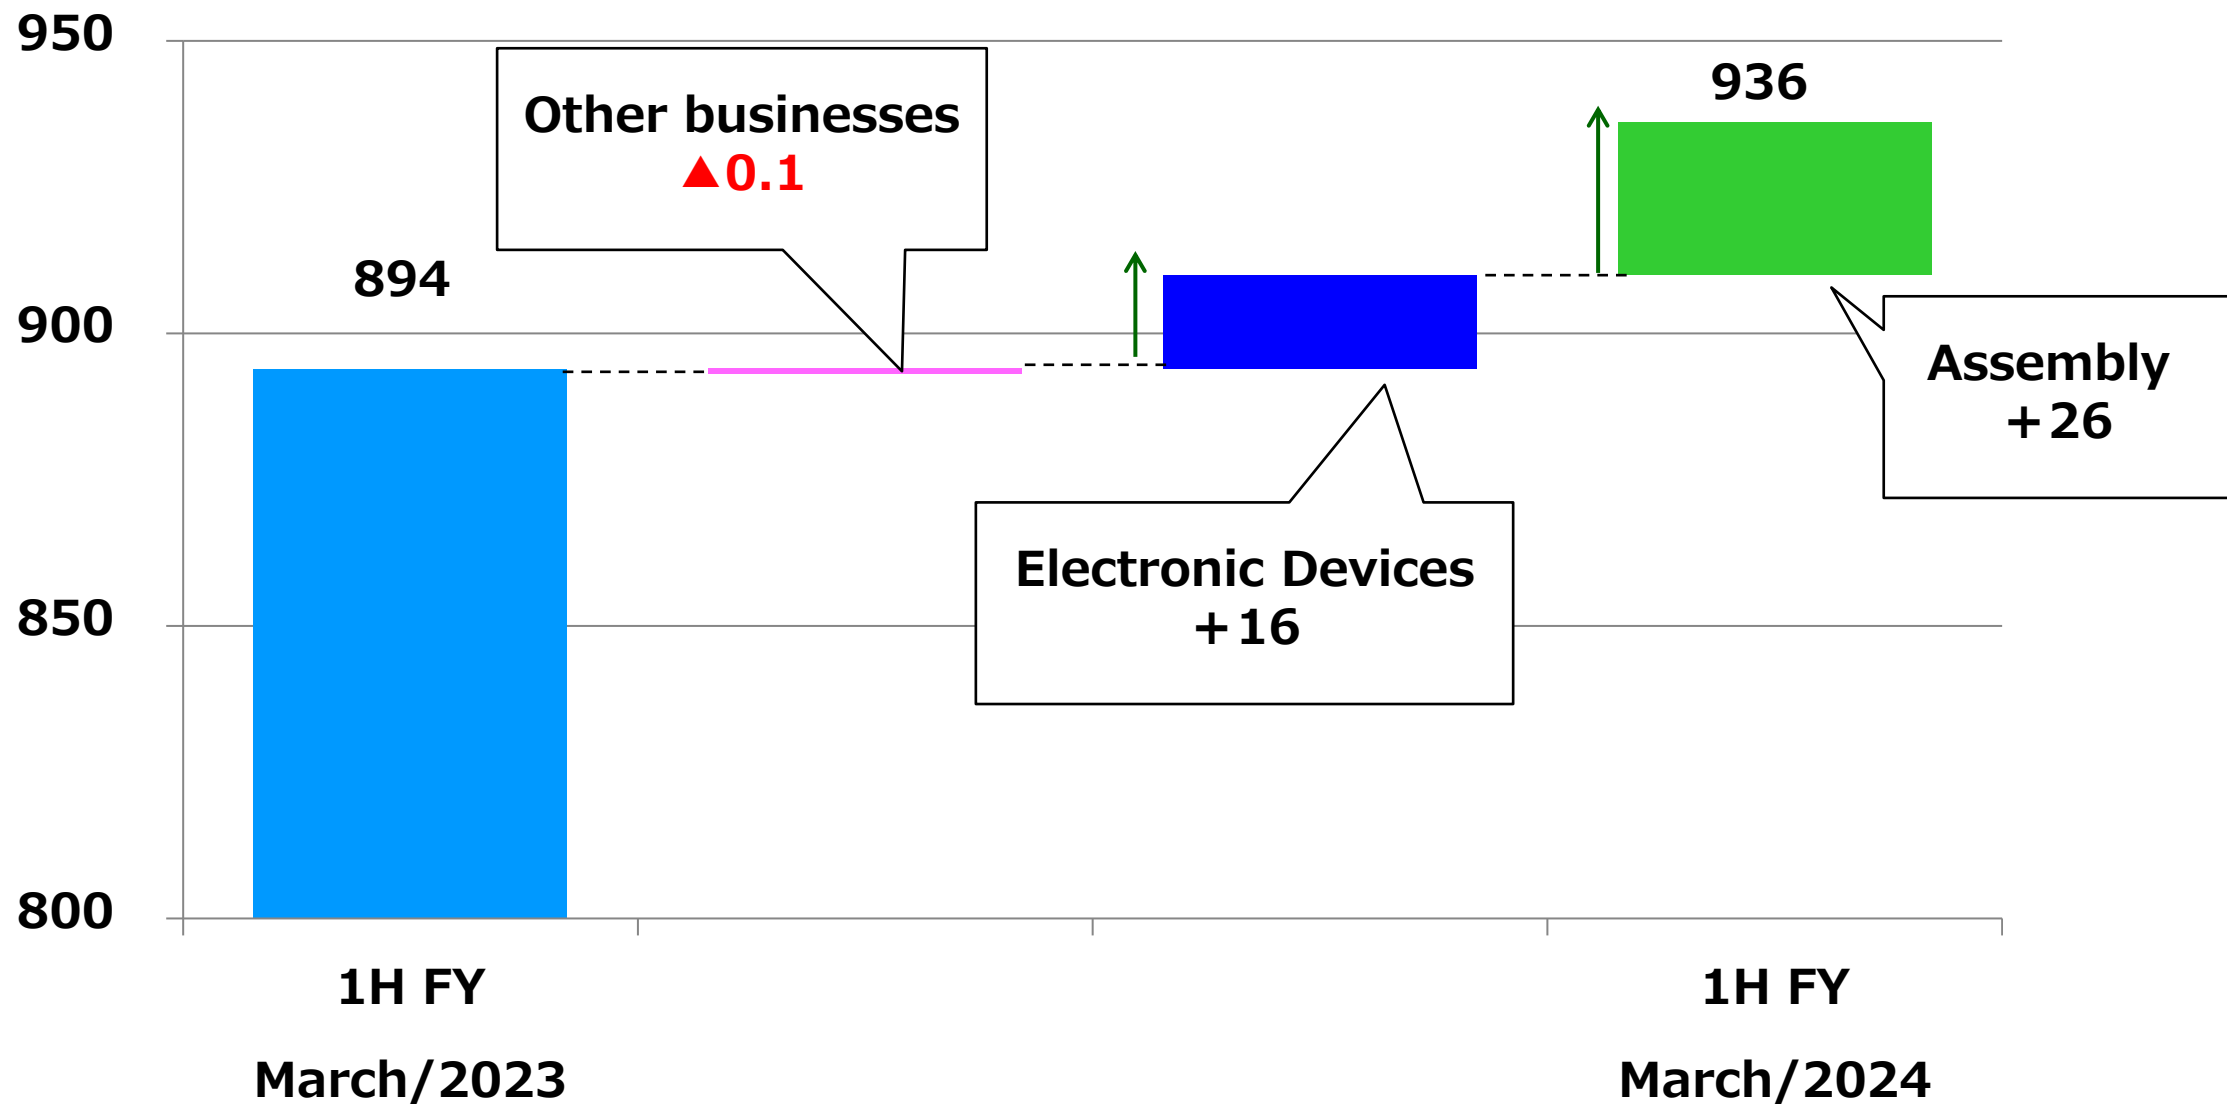 950
900
850
800
894
Other businesses
▲0.1
Electronic Devices
+16
936
Assembly
+26
1H FY
March/2023
1H FY
March/2024